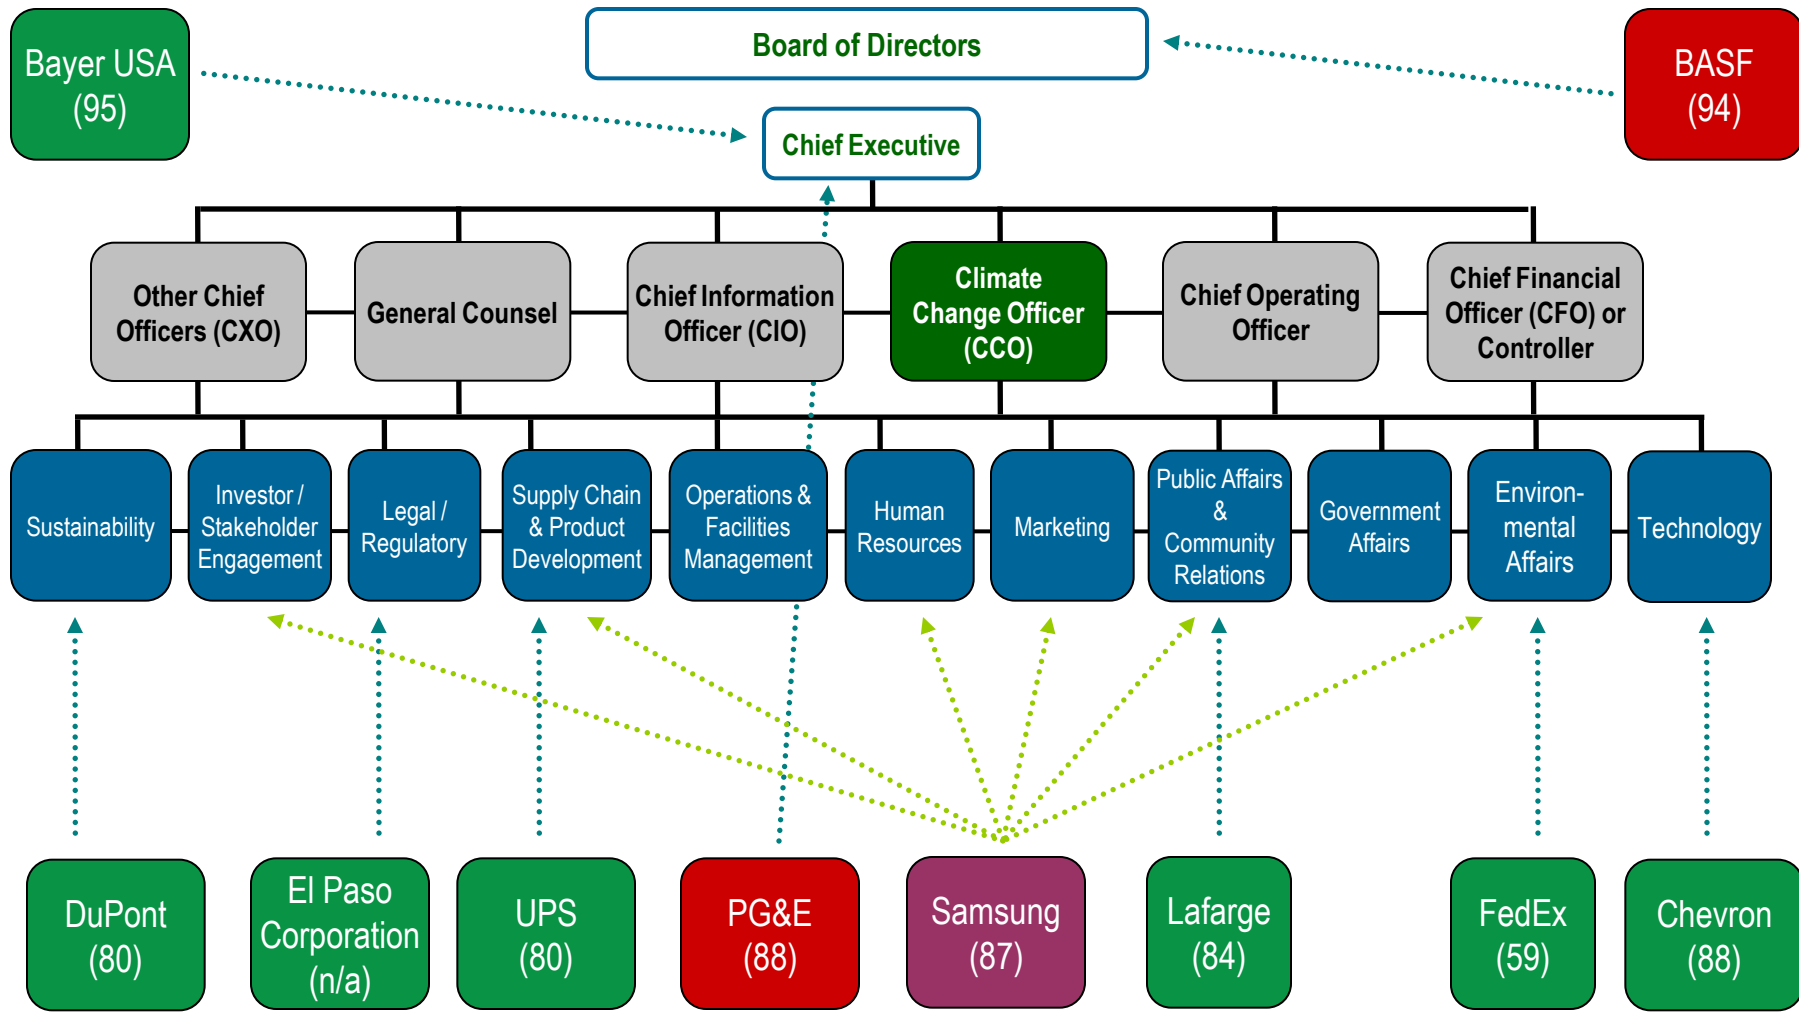 Bayer USA
(95)
Board of Directors
BASF
(94)
Chief Executive
Other Chief
Officers (CXO)
General Counsel
Chief Information
Officer (CIO)
Climate
Change Officer
(CCO)
Chief Operating
Officer
Chief Financial
Officer (CFO) or
Controller
Sustainability
Investor /
Stakeholder
Engagement
Legal /
Regulatory
Supply Chain
& Product
Development
Operations &
Facilities
Management
Human
Resources
Marketing
Public Affairs
&
Community
Relations
Government
Affairs
Environ-
mental
Affairs
Technology
DuPont
(80)
El Paso
Corporation
(n/a)
UPS
(80)
PG&E
(88)
Samsung
(87)
Lafarge
(84)
FedEx
(59)
Chevron
(88)